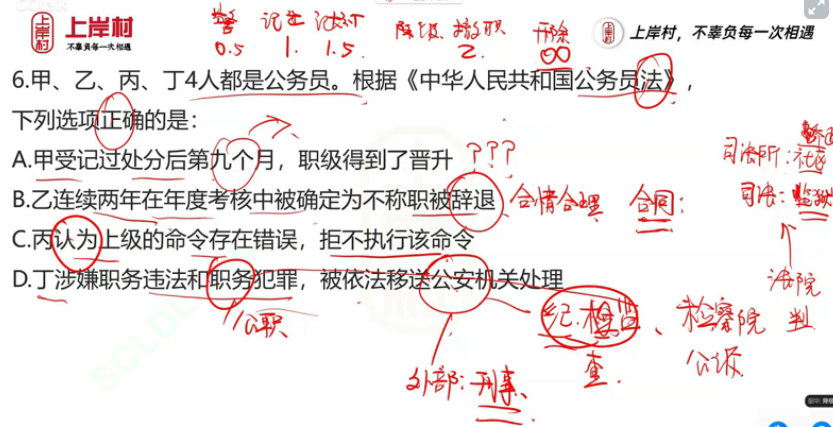 CCtalk
上岸村
不辜负每一次相遇
上岸村,不辜负每一次相遇
警 记过 记大过 降级、撤职 开除
0.5 1. 1.5. 2. ∞
6.甲、乙、丙、丁4人都是公务员。根据《中华人民共和国公务员法》,
下列选项正确的是:
A.甲受记过处分后第九个月,职级得到了晋升 ???
B.乙连续两年在年度考核中被确定为不称职被辞退 合情合理 合同:
C.丙认为上级的命令存在错误,拒不执行该命令
D.丁涉嫌职务违法和职务犯罪,被依法移送公安机关处理
司法所:社区
司法:监狱
法院
判
公职
纪.检监、检察院
查. 公诉.
外部:刑事、
SCLD